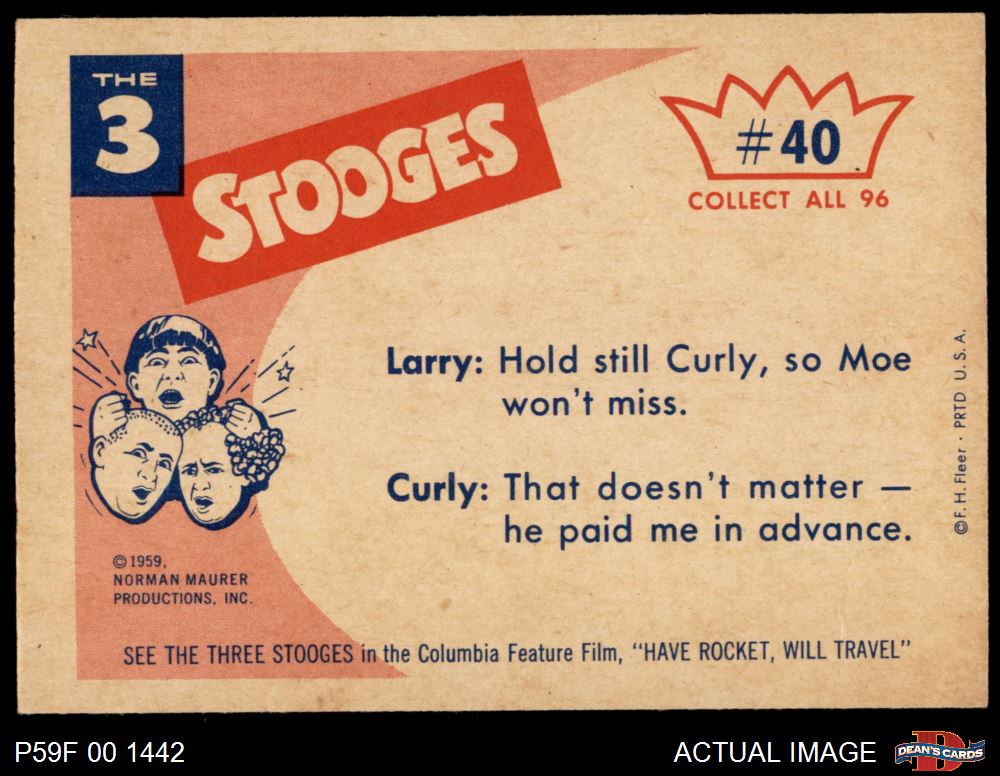 THE
3
STOOGES
#40
COLLECT ALL 96
Larry: Hold still Curly, so Moe
won't miss.
Curly: That doesn't matter —
he paid me in advance.
© F. H. Fleer • PRTD U. S. A.
© 1959,
NORMAN MAURER
PRODUCTIONS, INC.
SEE THE THREE STOOGES in the Columbia Feature Film, "HAVE ROCKET, WILL TRAVEL"
P59F 00 1442
ACTUAL IMAGE
DEAN'S CARDS